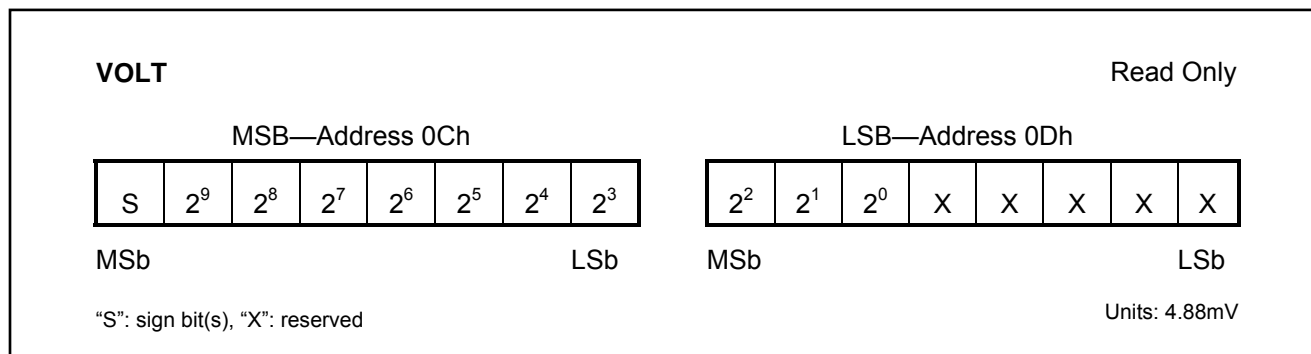 VOLT Read Only
MSB—Address 0Ch LSB—Address 0Dh
S 2⁹ 2⁸ 2⁷ 2⁶ 2⁵ 2⁴ 2³ 2² 2¹ 2⁰ X X X X X
MSb LSb MSb LSb
“S”: sign bit(s), “X”: reserved Units: 4.88mV